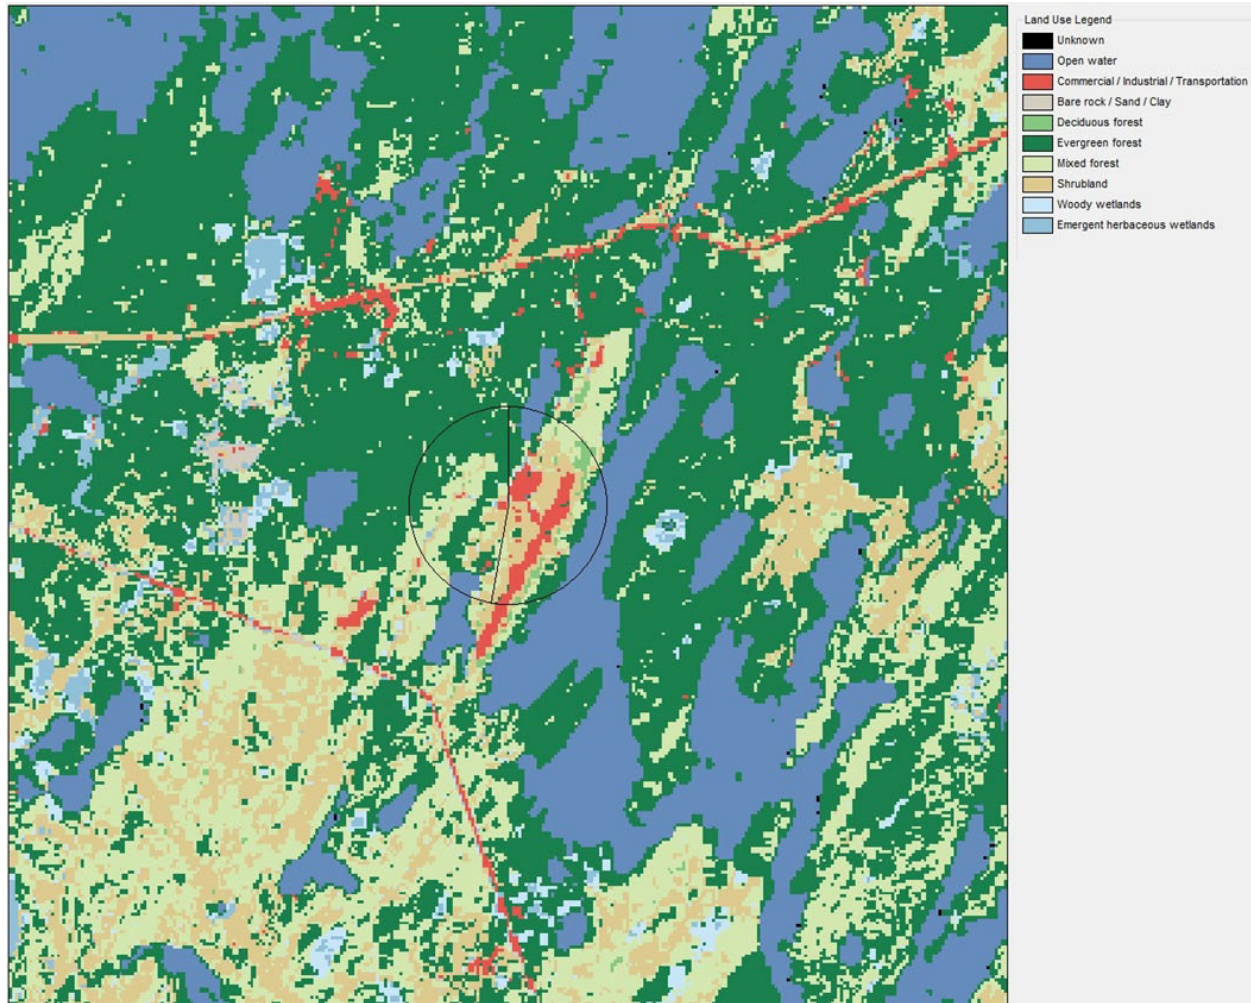 Land Use Legend
Unknown
Open water
Commercial / Industrial / Transportation
Bare rock / Sand / Clay
Deciduous forest
Evergreen forest
Mixed forest
Shrubland
Woody wetlands
Emergent herbaceous wetlands